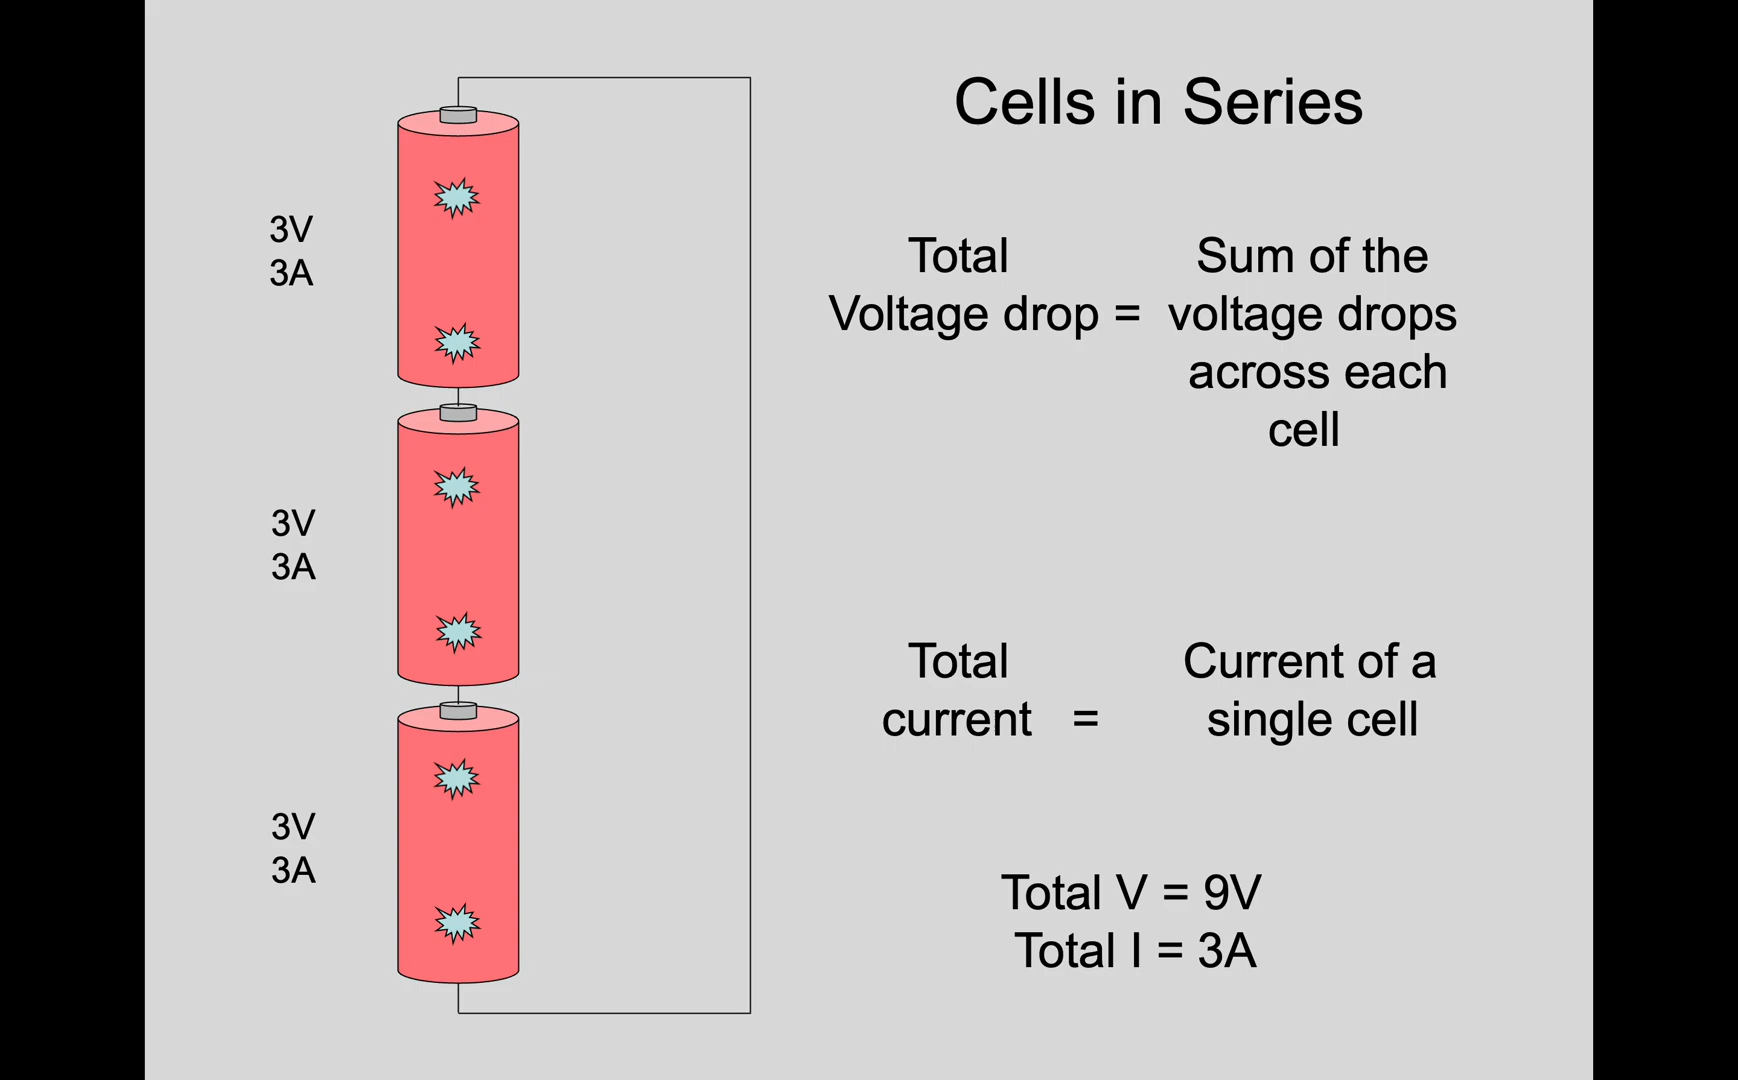 Cells in Series
3V
3A
3V
3A
3V
3A
Total
Voltage drop =
Sum of the
voltage drops
across each
cell
Total
current =
Current of a
single cell
Total V = 9V
Total I = 3A